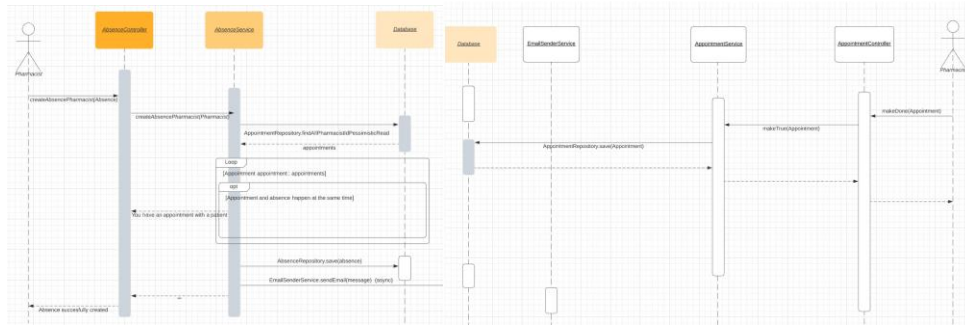 AbsenceController
AbsenceService
Database
Pharmacist
createAbsencePharmacist(Absence)
createAbsencePharmacist(Pharmacist)
appointments
Loop
[Appointment appointment : appointments]
opt
[Appointment and absence happen at the same time]
You have an appointment with a patient
AbsenceRepository.save(absence)
EmailSenderService.sendEmail(message) (async)
Absence succesfully created
Database
EmailSenderService
AppointmentService
AppointmentController
Pharmacist
makeDone(Appointment)
makeTrue(Appointment)
AppointmentRepository.save(Appointment)